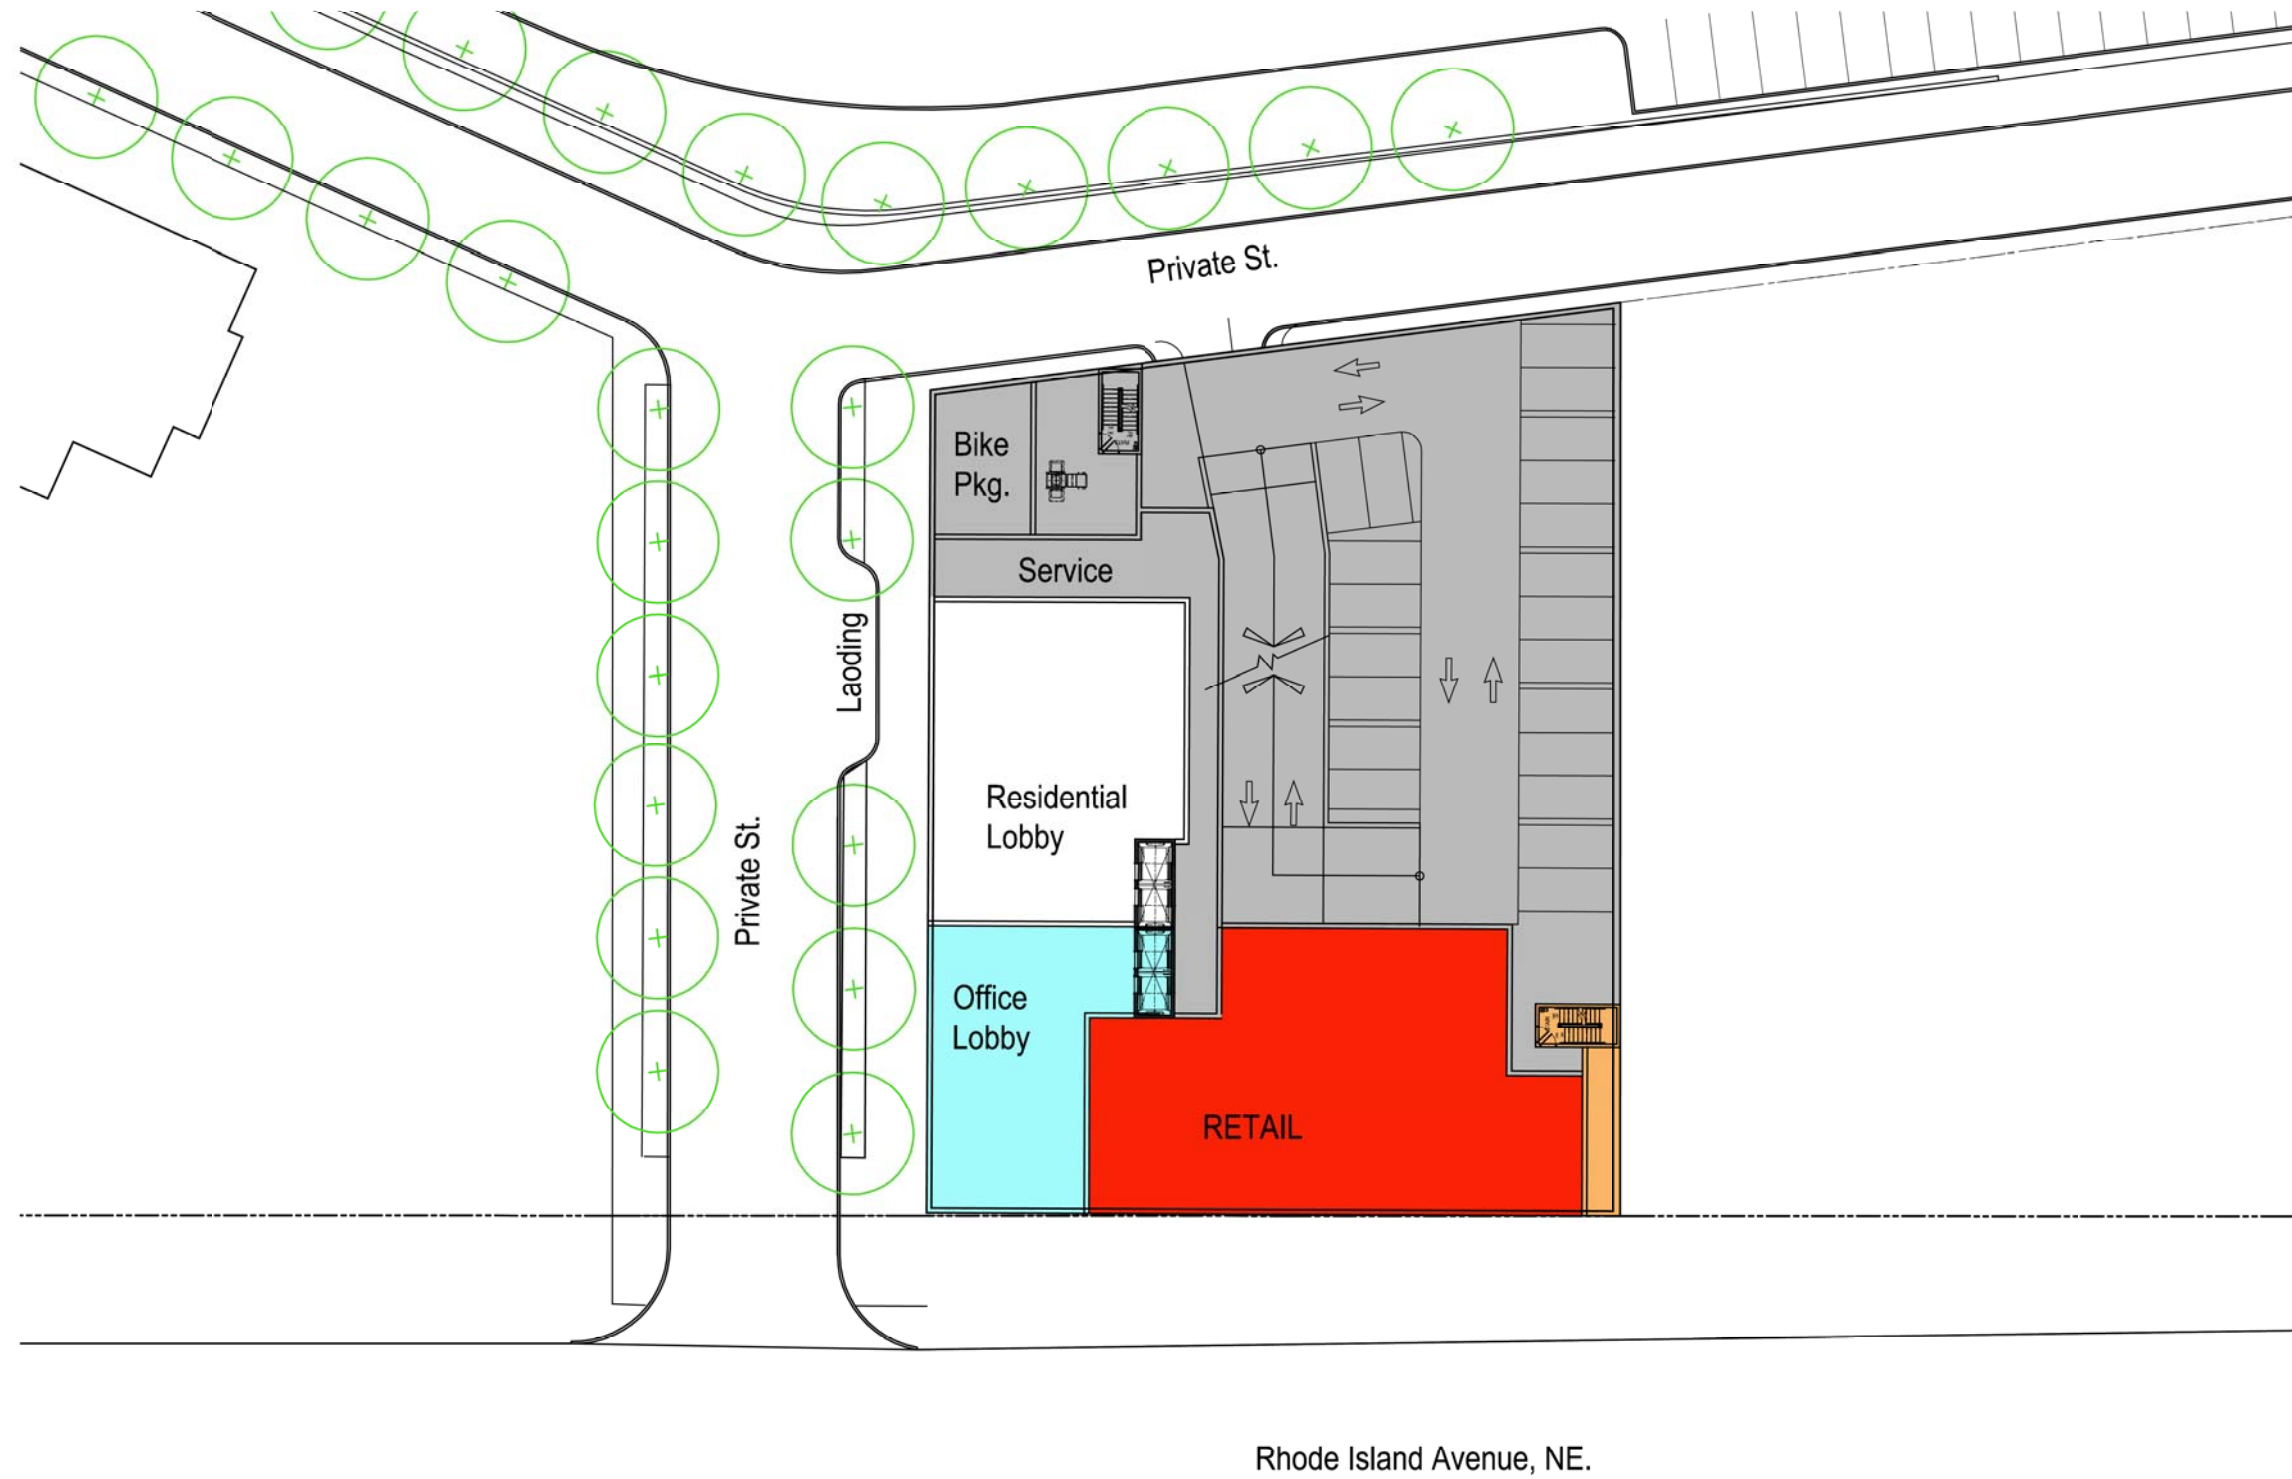 Private St.
Bike
Pkg.
Service
Laoding
Residential
Lobby
Private St.
Office
Lobby
RETAIL
Rhode Island Avenue, NE.